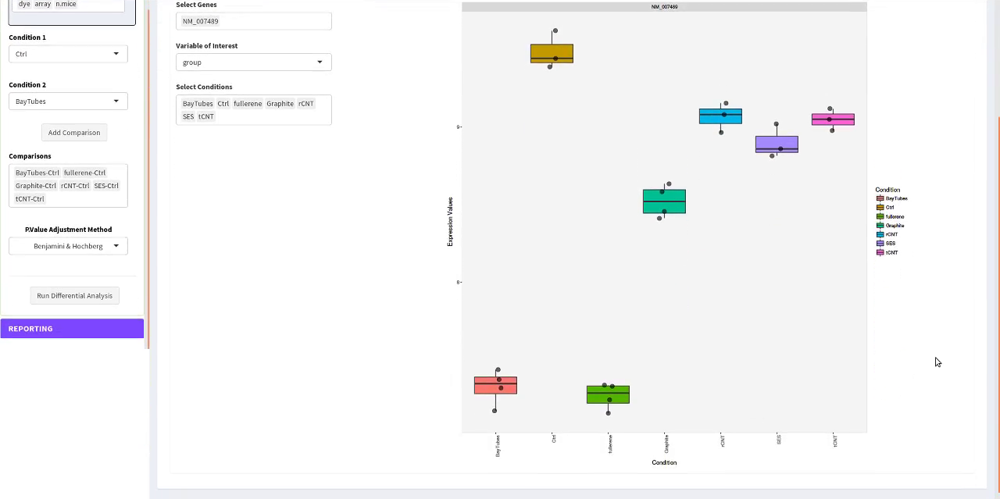 dye array n.mice
Condition 1
Ctrl
Condition 2
BayTubes
Add Comparison
Comparisons
BayTubes-Ctrl fullerene-Ctrl
Graphite-Ctrl rCNT-Ctrl SES-Ctrl
tCNT-Ctrl
P.Value Adjustment Method
Benjamini & Hochberg
Run Differential Analysis
REPORTING
Select Genes
NM_007489
Variable of Interest
group
Select Conditions
BayTubes Ctrl fullerene Graphite rCNT
SES tCNT
NM_007489
Expression Values
9
8
BayTubes
Ctrl
fullerene
Graphite
rCNT
SES
tCNT
Condition
Condition
BayTubes
Ctrl
fullerene
Graphite
rCNT
SES
tCNT